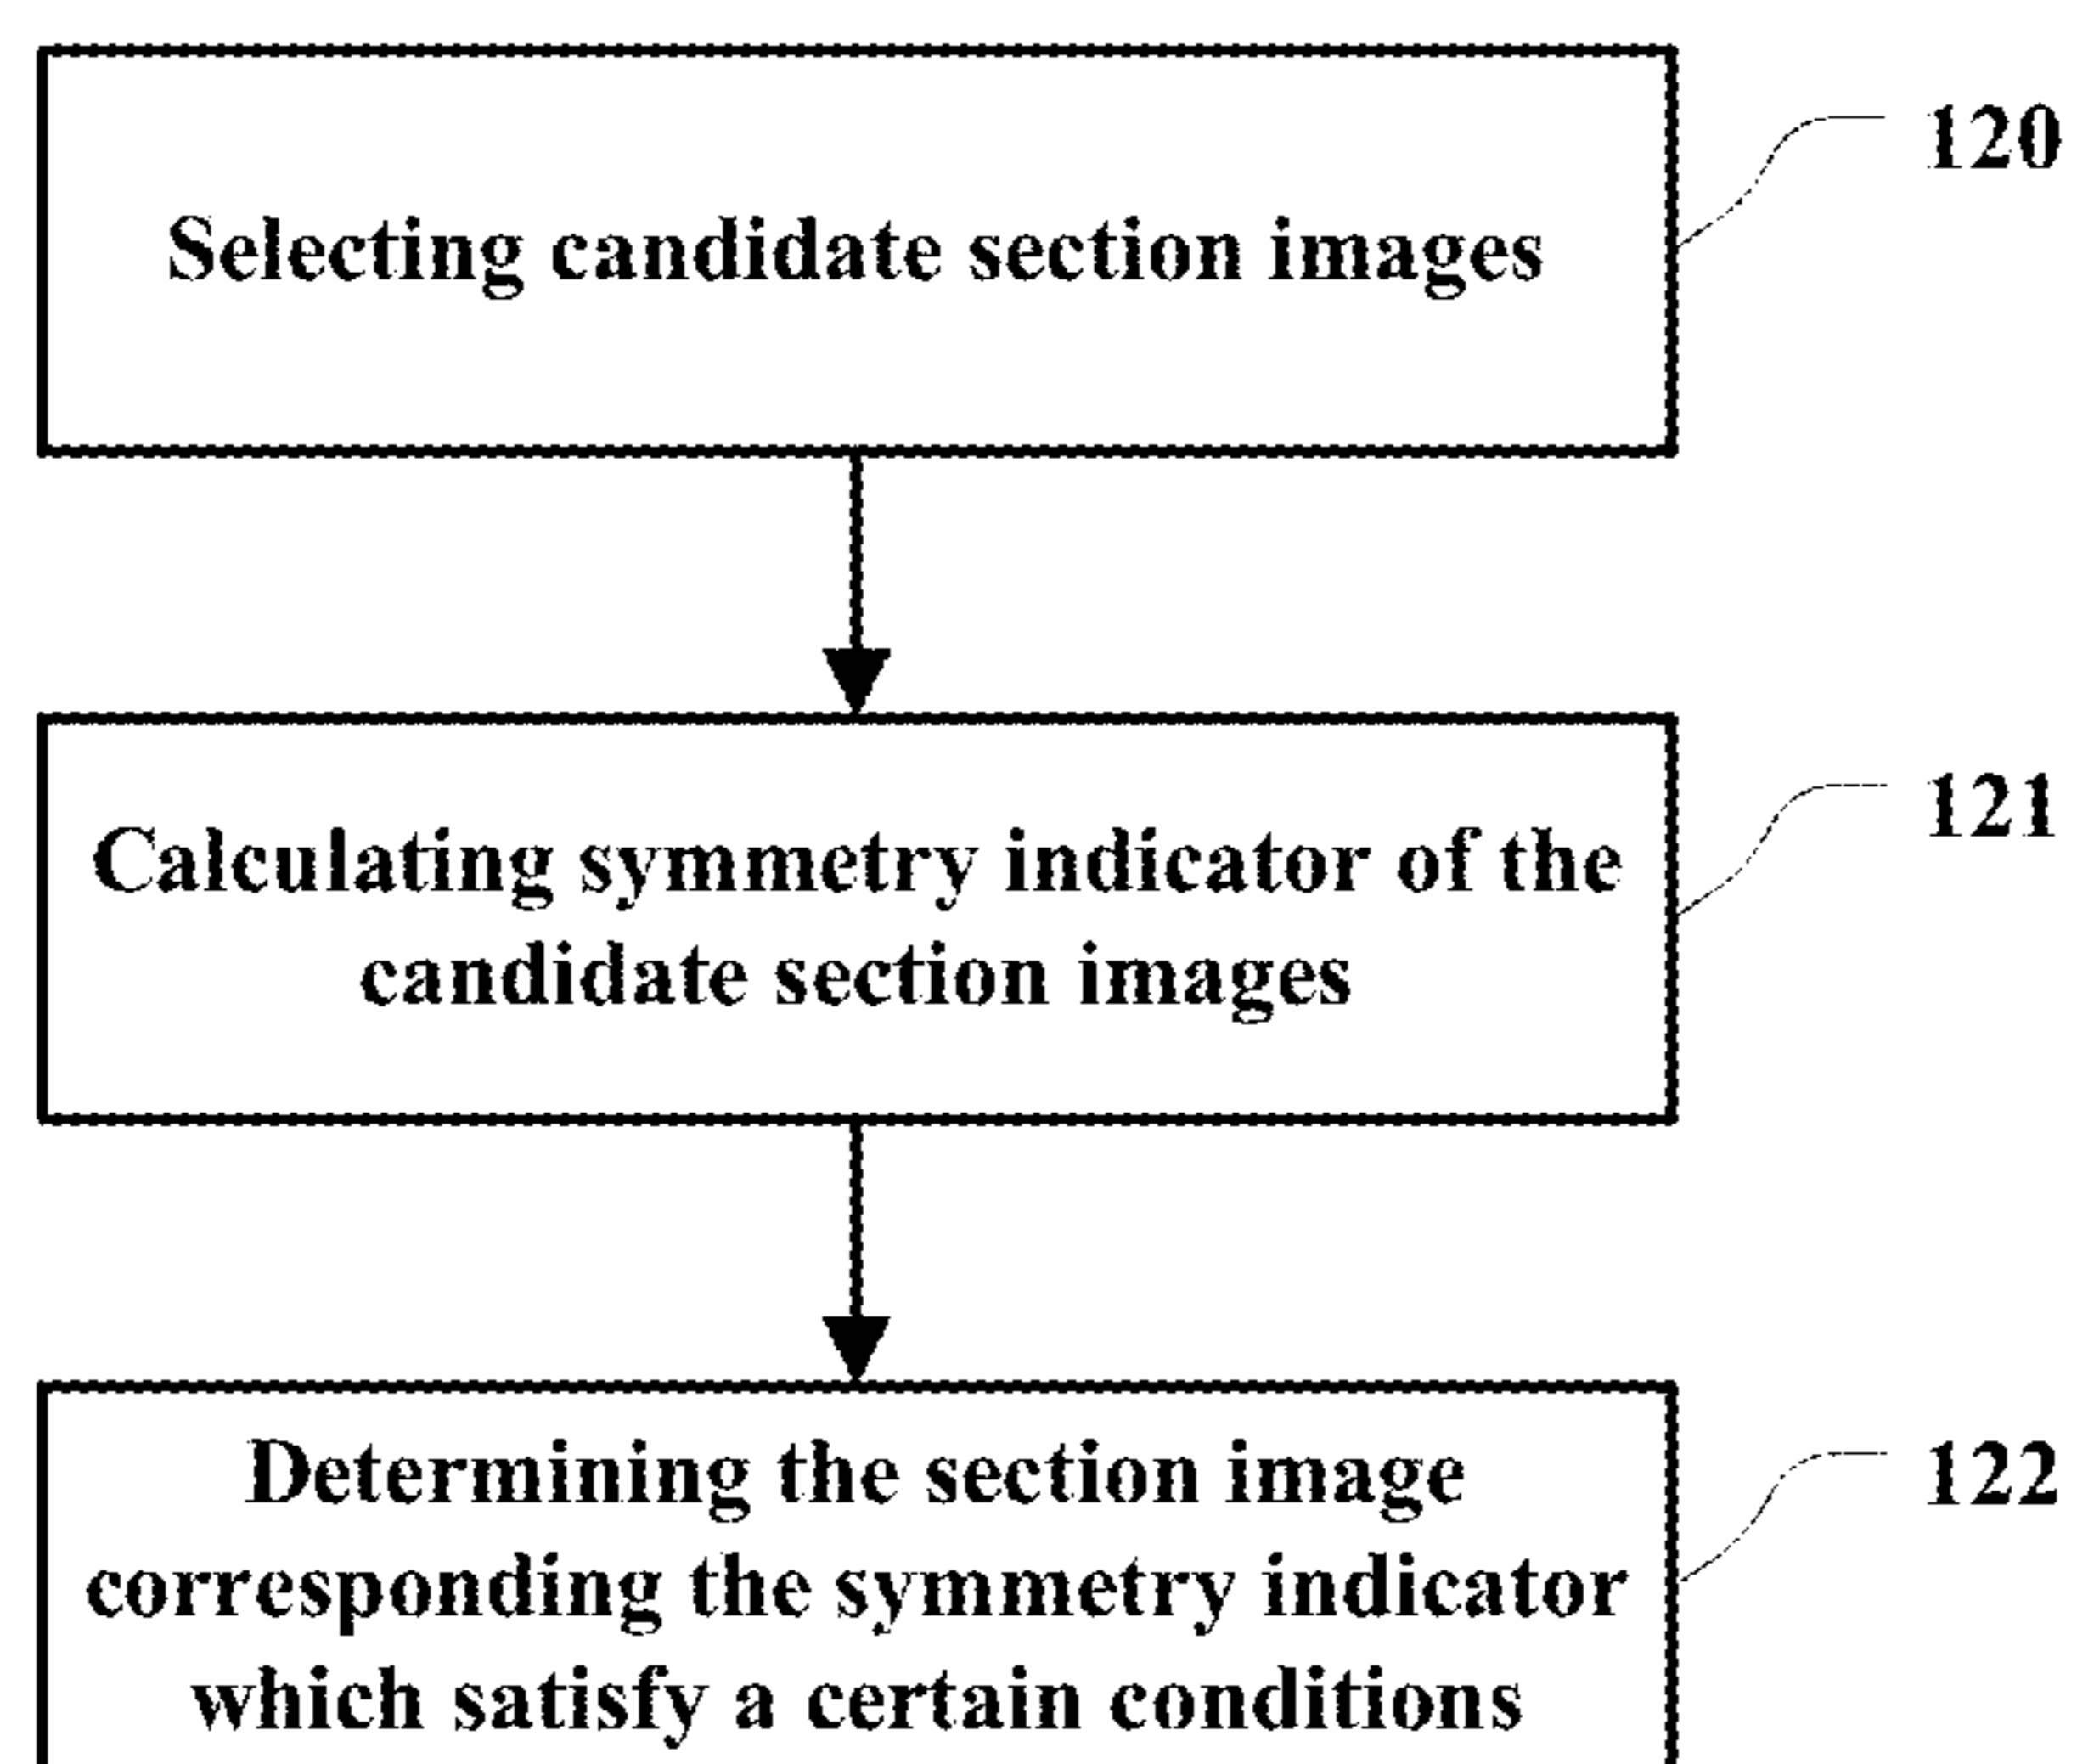 120
Selecting candidate section images
121
Calculating symmetry indicator of the
candidate section images
122
Determining the section image
corresponding the symmetry indicator
which satisfy a certain conditions